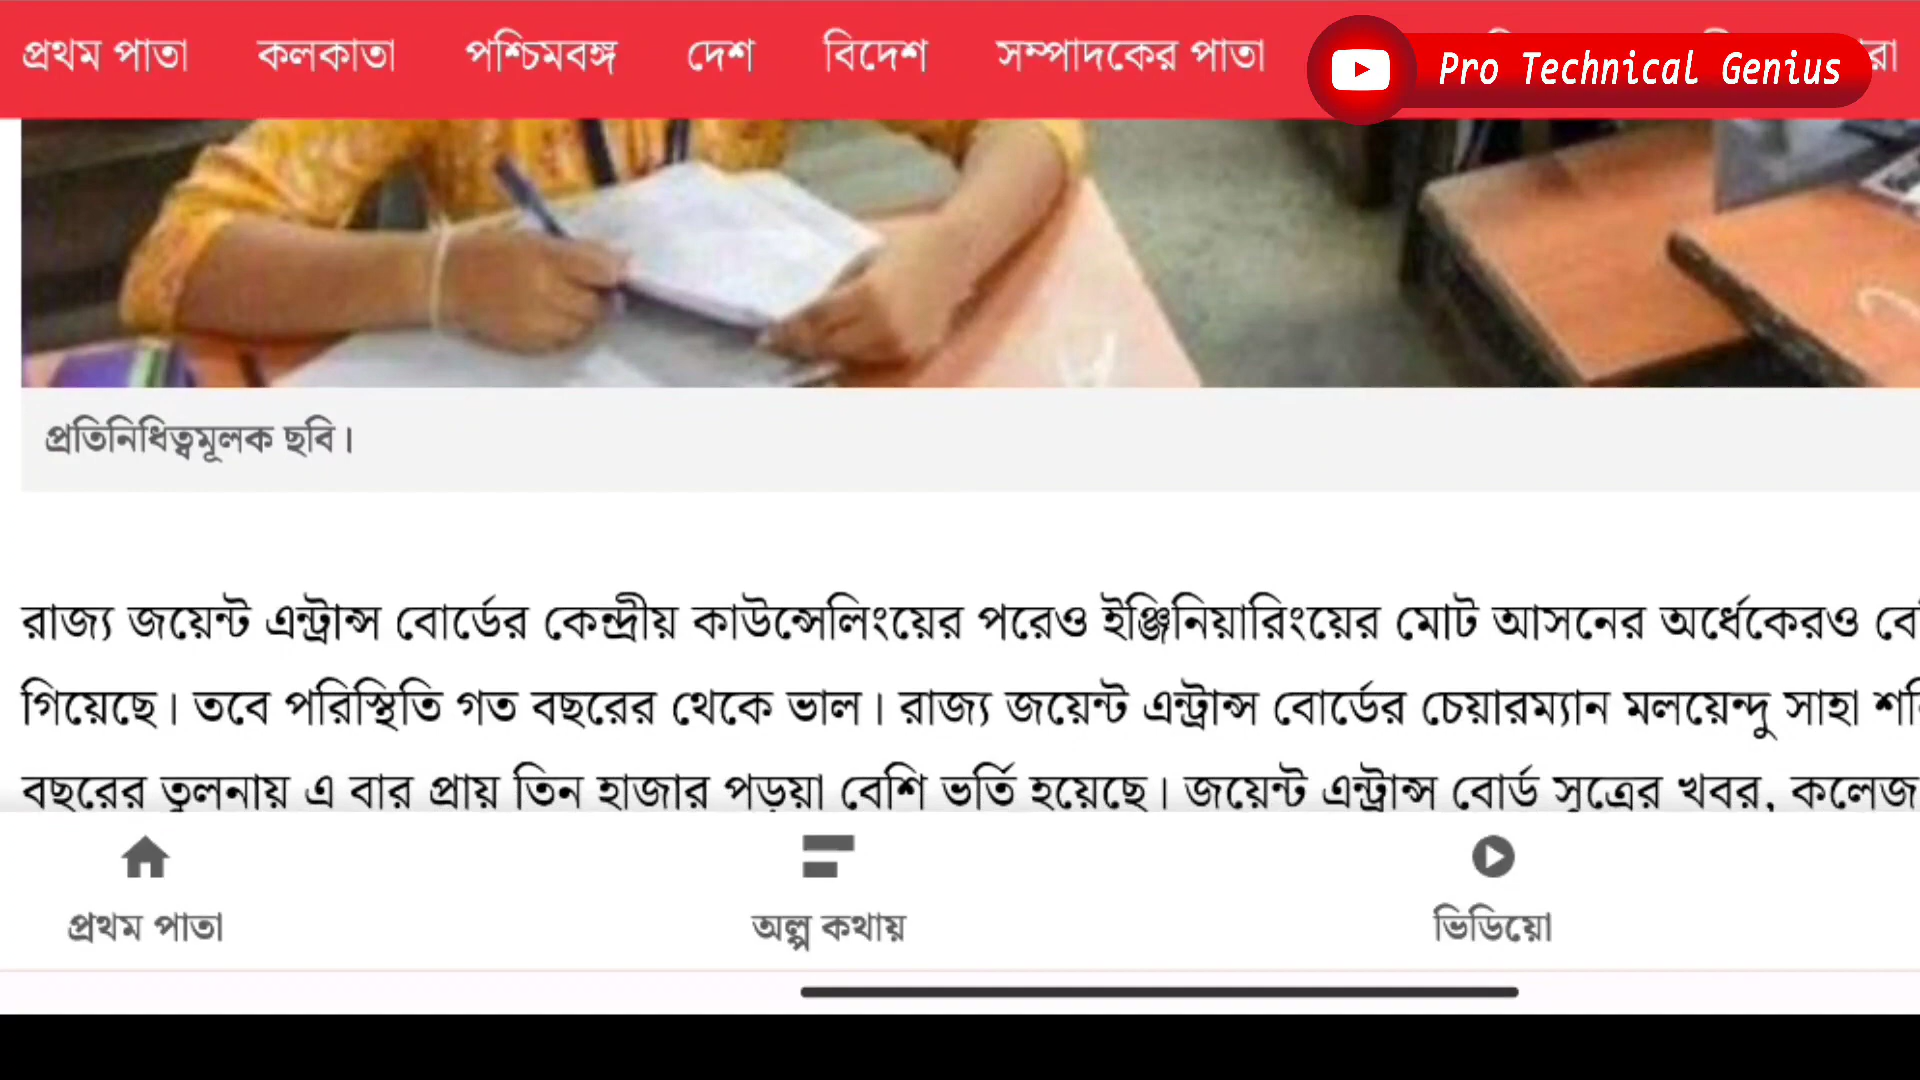 প্রথম পাতা কলকাতা পশ্চিমবঙ্গ দেশ বিদেশ সম্পাদকের পাতা
Pro Technical Genius
প্রতিনিধিত্বমূলক ছবি।
রাজ্য জয়েন্ট এন্ট্রান্স বোর্ডের কেন্দ্রীয় কাউন্সেলিংয়ের পরেও ইঞ্জিনিয়ারিংয়ের মোট আসনের অর্ধেকেরও
গিয়েছে। তবে পরিস্থিতি গত বছরের থেকে ভাল। রাজ্য জয়েন্ট এন্ট্রান্স বোর্ডের চেয়ারম্যান মলয়েন্দু সাহা
বছরের তুলনায় এ বার প্রায় তিন হাজার পড়ুয়া বেশি ভর্তি হয়েছে। জয়েন্ট এন্ট্রান্স বোর্ড সূত্রের খবর, কলেজ
প্রথম পাতা অল্প কথায় ভিডিয়ো